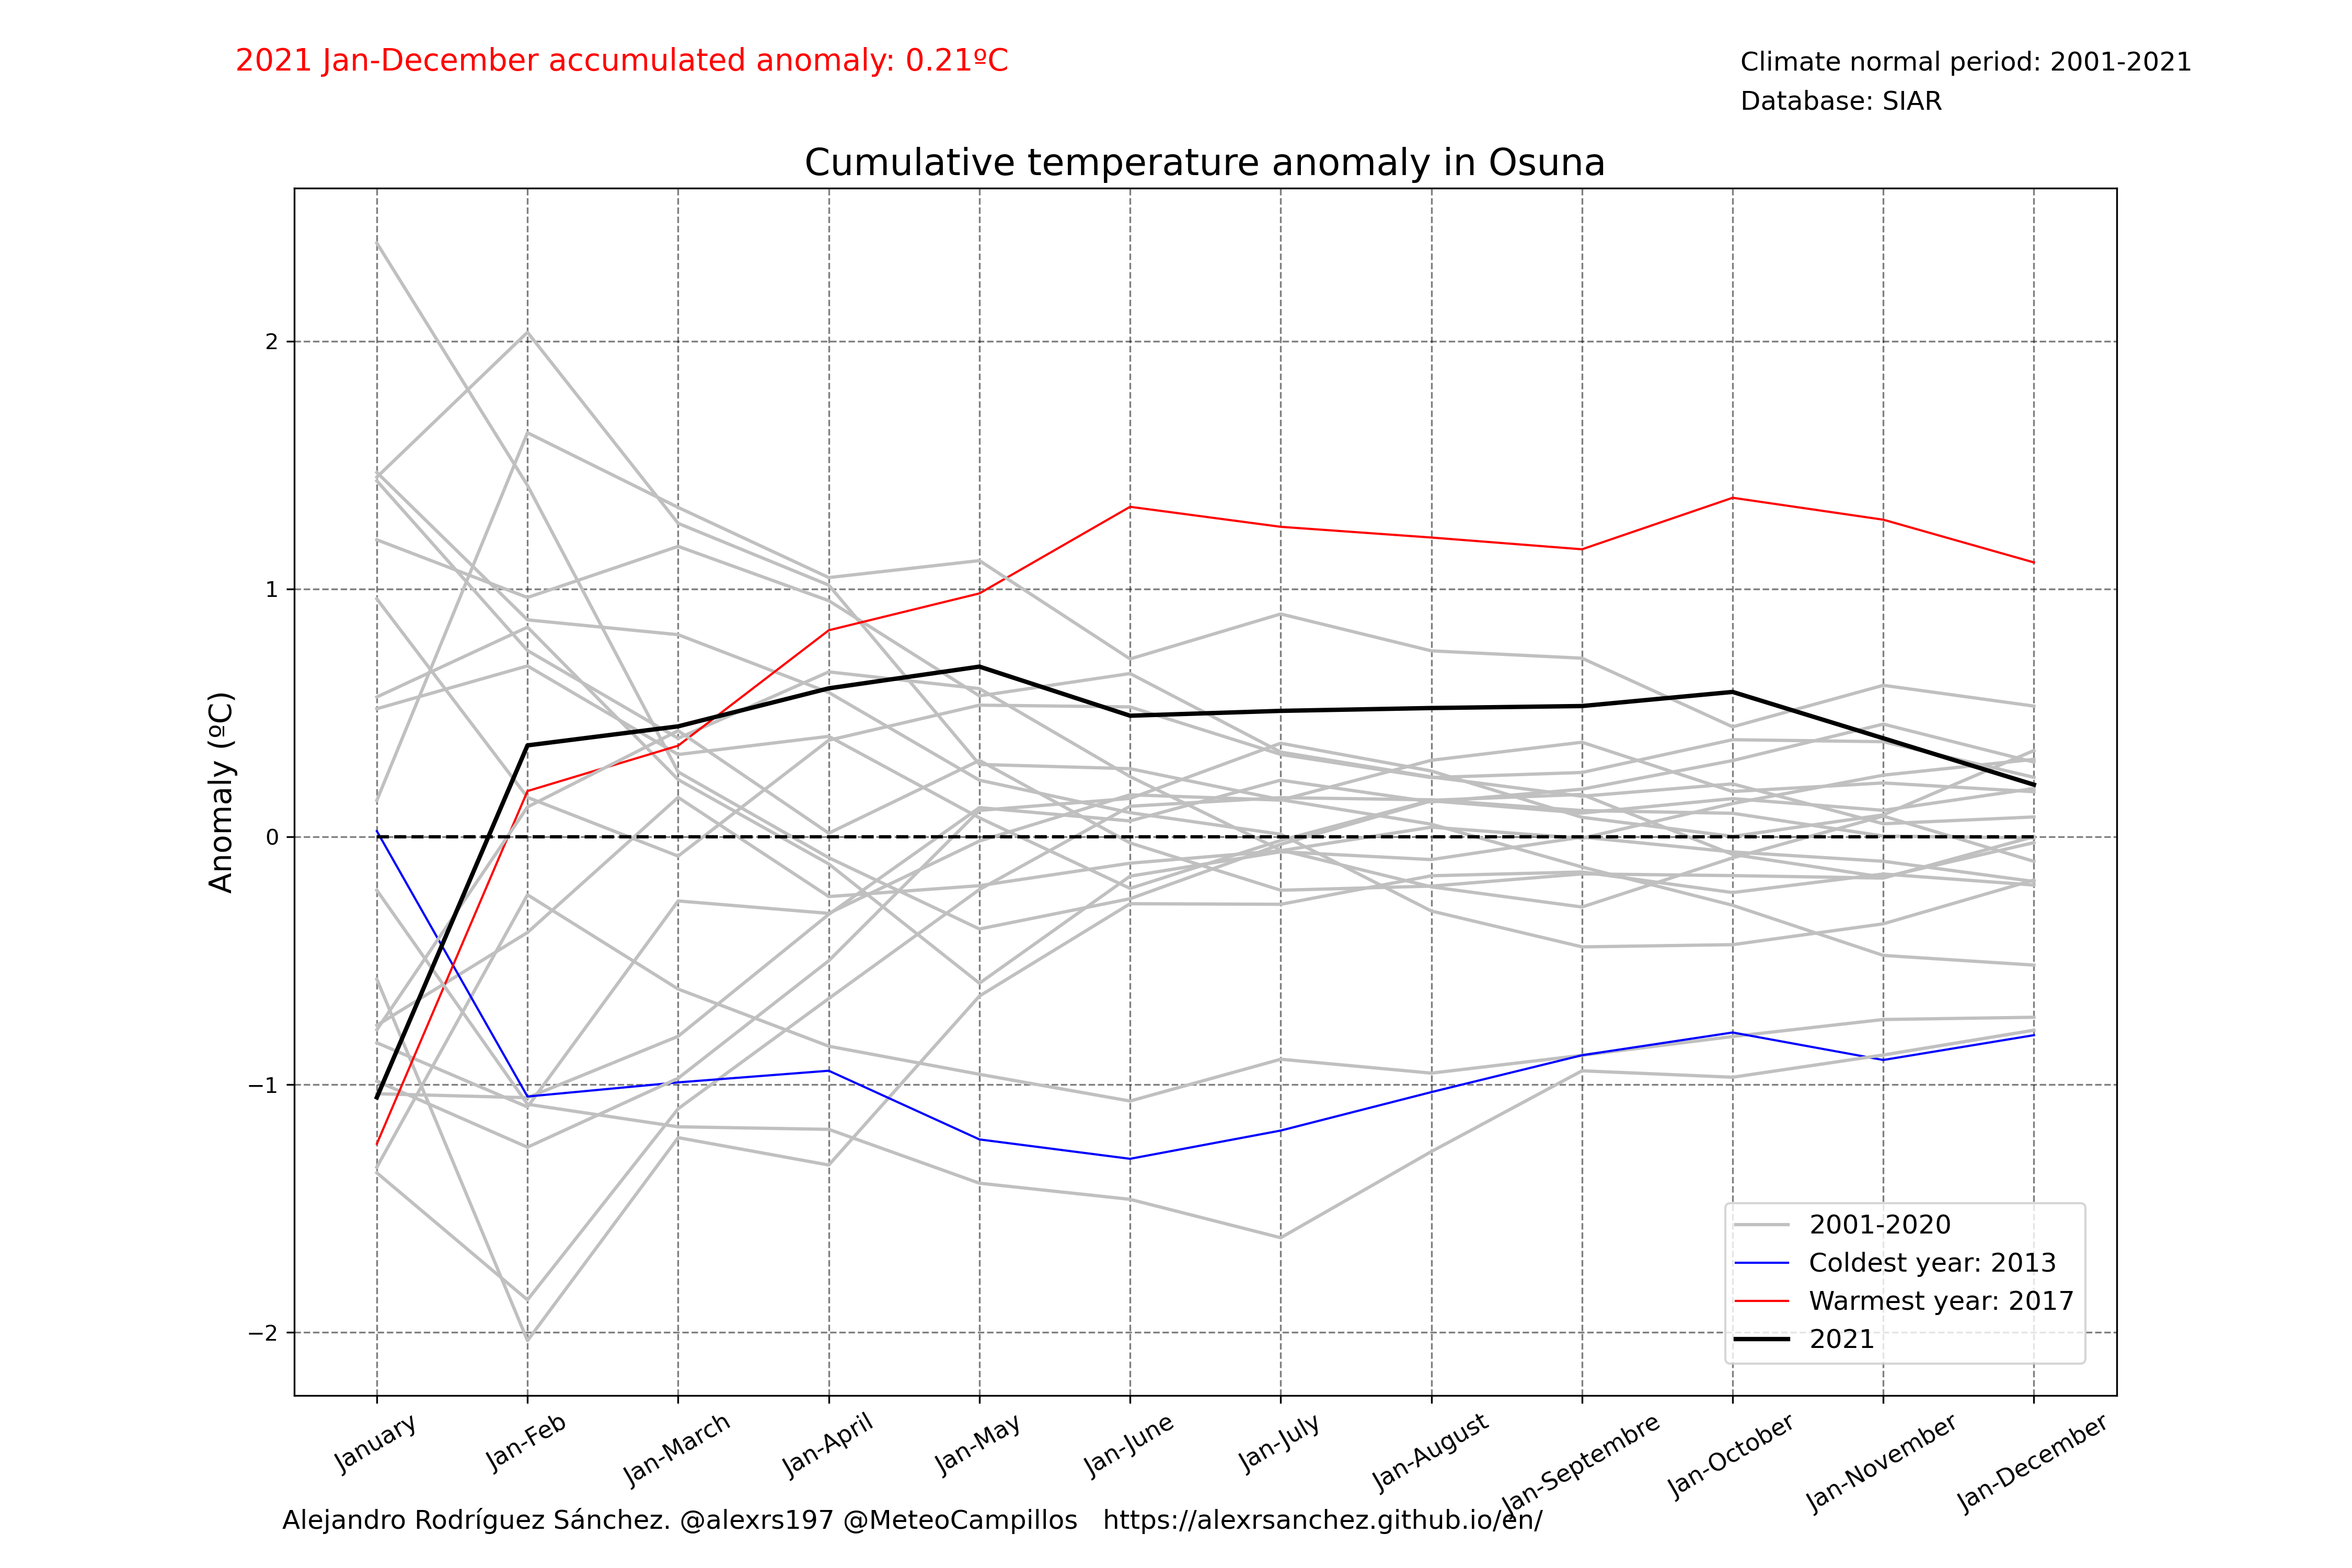 2021 Jan-December accumulated anomaly: 0.21ºC
Climate normal period: 2001-2021
Database: SIAR
Cumulative temperature anomaly in Osuna
Anomaly (ºC)
2
1
0
−1
−2
2001-2020
Coldest year: 2013
Warmest year: 2017
2021
January
Jan-Feb
Jan-March
Jan-April
Jan-May
Jan-June
Jan-July
Jan-August
Jan-Septembre
Jan-October
Jan-November
Jan-December
Alejandro Rodríguez Sánchez. @alexrs197 @MeteoCampillos https://alexrsanchez.github.io/en/